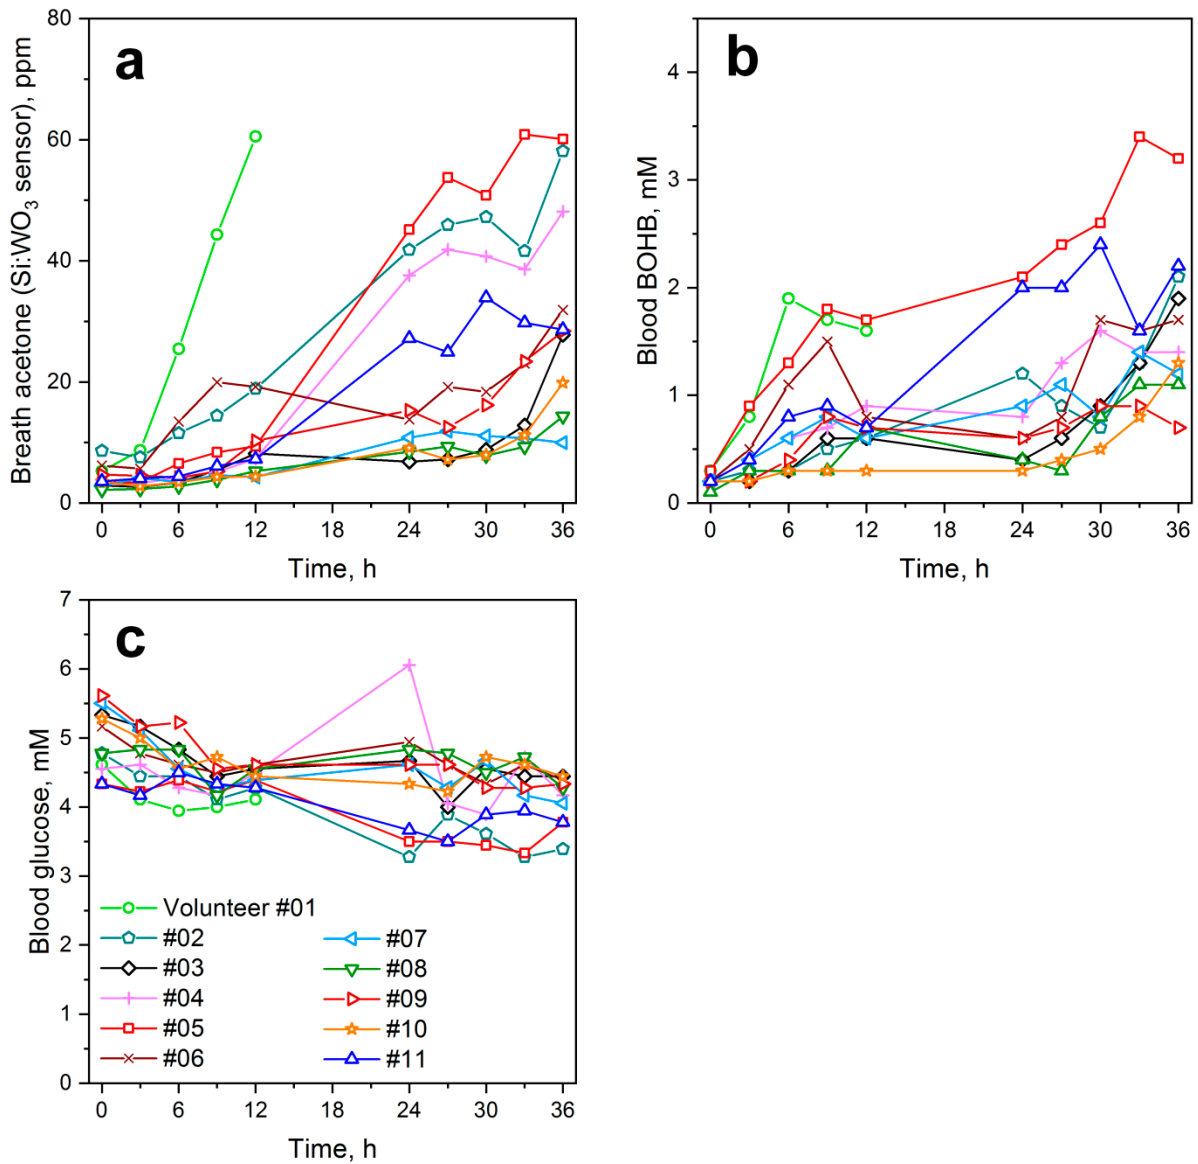 a
Breath acetone (Si:WO3 sensor), ppm
80
60
40
20
0
0 6 12 18 24 30 36
Time, h
b
Blood BOHB, mM
4
3
2
1
0
0 6 12 18 24 30 36
Time, h
c
Blood glucose, mM
7
6
5
4
3
2
1
0
Volunteer #01
#02 #07
#03 #08
#04 #09
#05 #10
#06 #11
0 6 12 18 24 30 36
Time, h